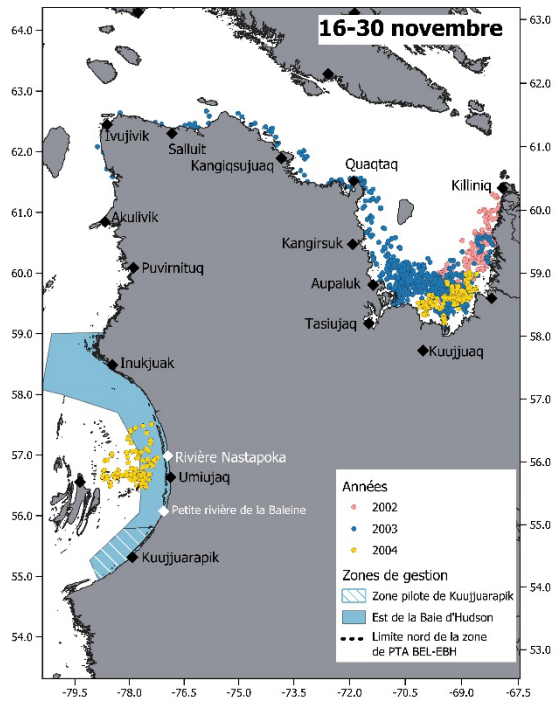 16-30 novembre
64.0
63.0
62.0
61.0
60.0
59.0
58.0
57.0
56.0
55.0
54.0
63.0
62.0
61.0
60.0
59.0
58.0
57.0
56.0
55.0
54.0
53.0
Ivujivik
Salluit
Kangiqsujuaq
Quaqtaq
Killiniq
Akulivik
Kangirsuk
Puvirnituq
Aupaluk
Tasiujaq
Kuujjuaq
Inukjuak
Rivière Nastapoka
Umiujaq
Petite rivière de la Baleine
Kuujjuarapik
Années
2002
2003
2004
Zones de gestion
Zone pilote de Kuujjuarapik
Est de la Baie d'Hudson
Limite nord de la zone
de PTA BEL-EBH
-79.5
-78.0
-76.5
-75.0
-73.5
-72.0
-70.5
-69.0
-67.5